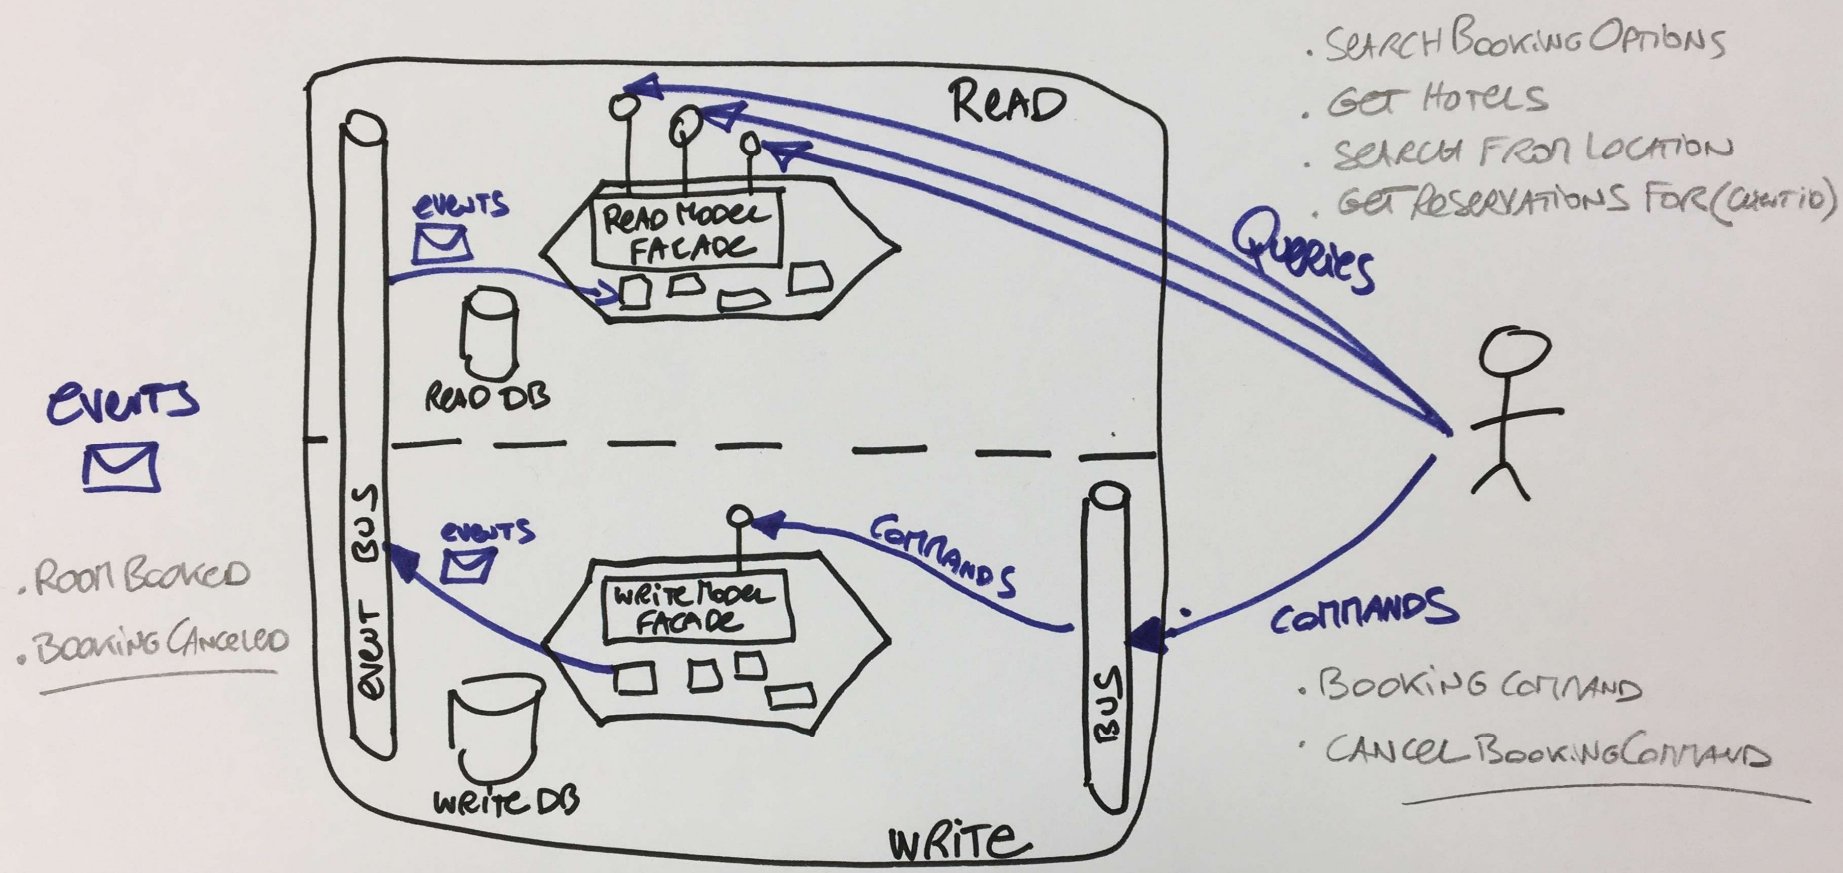 . SEARCH BOOKING OPTIONS
. GET HOTELS
. SEARCH FROM LOCATION
. GET RESERVATIONS FOR (CLIENT ID)
READ
EVENTS
READ MODEL
FACADE
QUERIES
READ DB
EVENTS
. ROOM BOOKED
. BOOKING CANCELED
EVENT BUS
EVENTS
COMMANDS
WRITE MODEL
FACADE
BUS
COMMANDS
. BOOKING COMMAND
. CANCEL BOOKING COMMAND
WRITE DB
WRITE